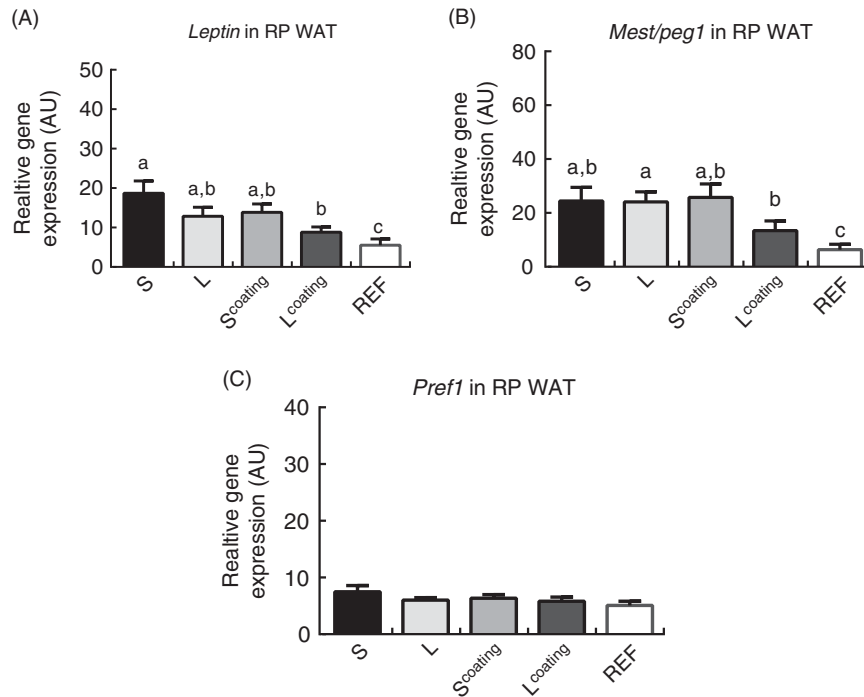 (A)
Leptin in RP WAT
Realtive gene
expression (AU)
50
40
30
20
10
0
a
a,b
a,b
b
c
S
L
Scoating
Lcoating
REF
(B)
Mest/peg1 in RP WAT
Realtive gene
expression (AU)
80
60
40
20
0
a,b
a
a,b
b
c
S
L
Scoating
Lcoating
REF
(C)
Pref1 in RP WAT
Realtive gene
expression (AU)
40
30
20
10
0
S
L
Scoating
Lcoating
REF